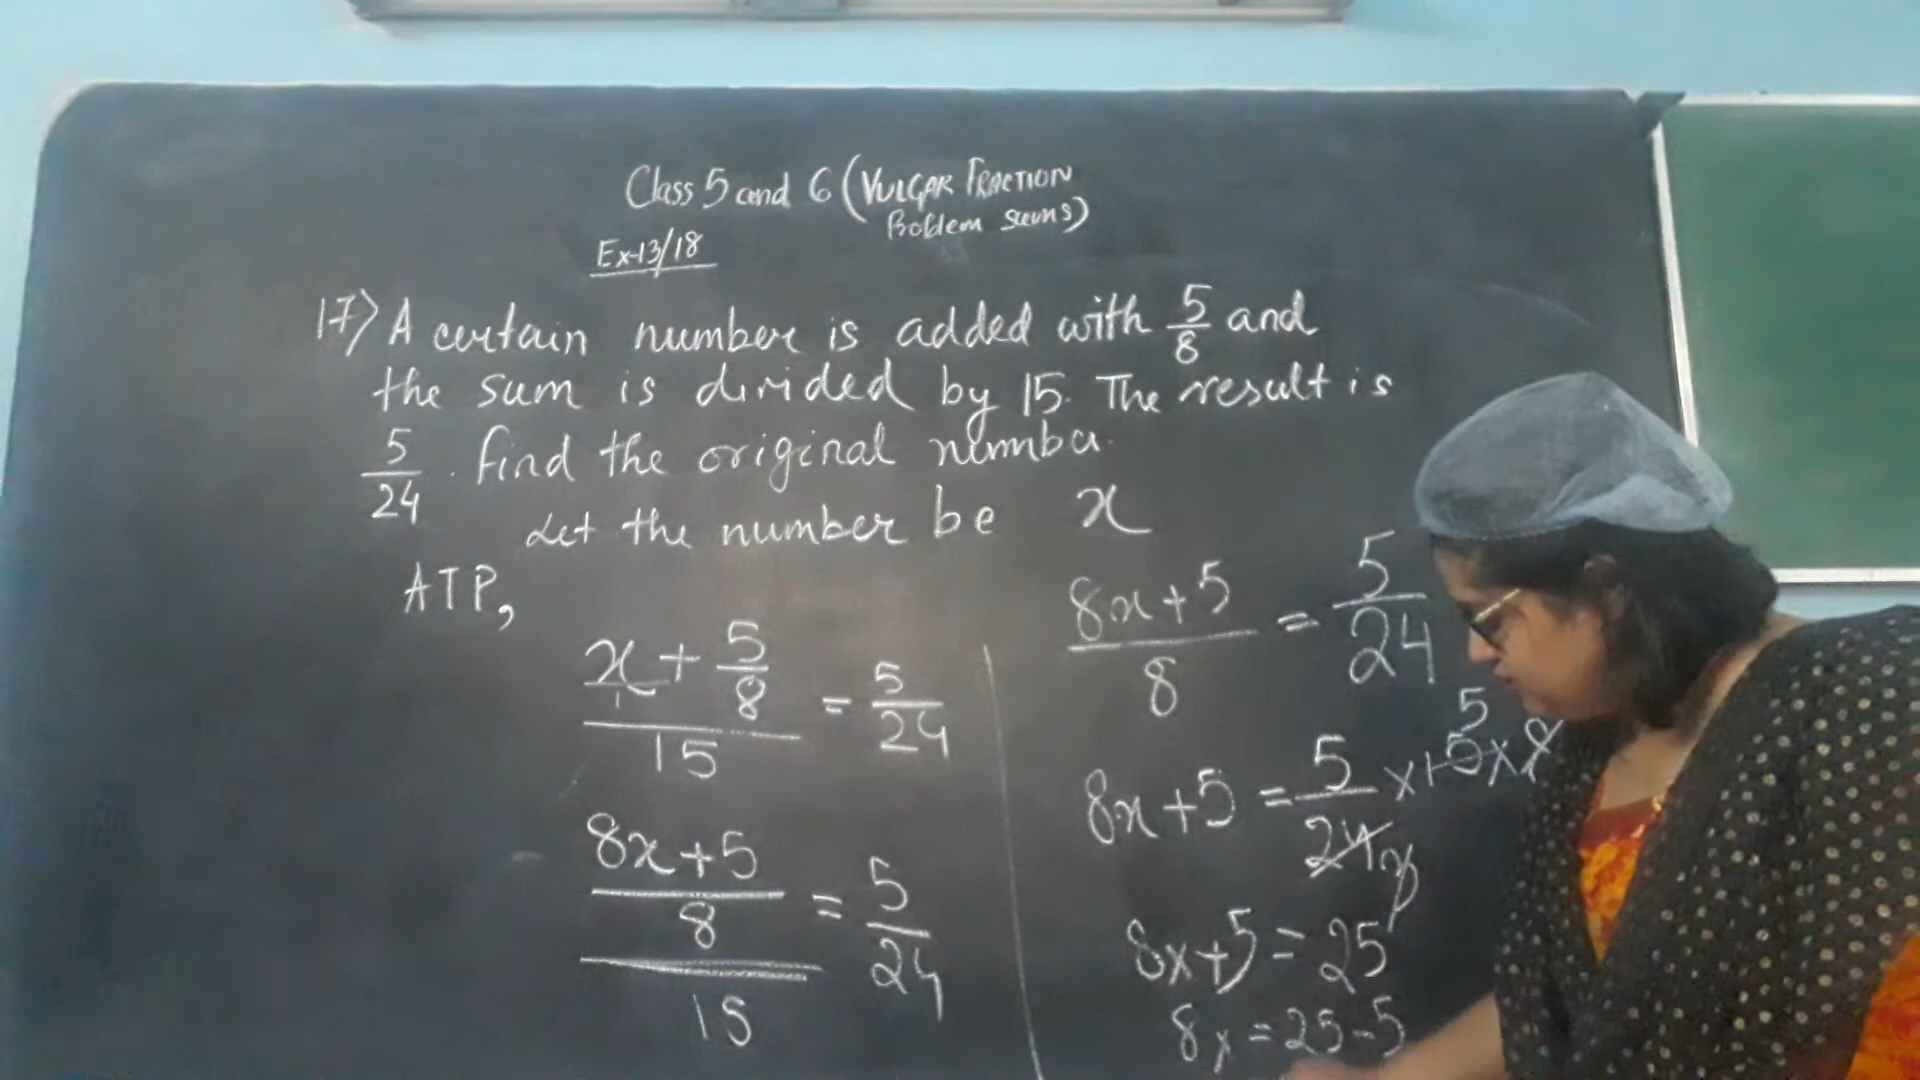 Class 5 and 6 (VULGAR FRACTION
Problem sums)
Ex-13/18
17) A certain number is added with 5/8 and
the sum is divided by 15. The result is
5/24. Find the original number.
Let the number be x
ATP,
x/1 + 5/8
/ 15 = 5/24
8x+5
/ 8
/ 15 = 5/24
8x+5 / 8 = 5/24
8x+5 = 5/24 x 15 x 8
5
8x+5 = 25
8x = 25-5